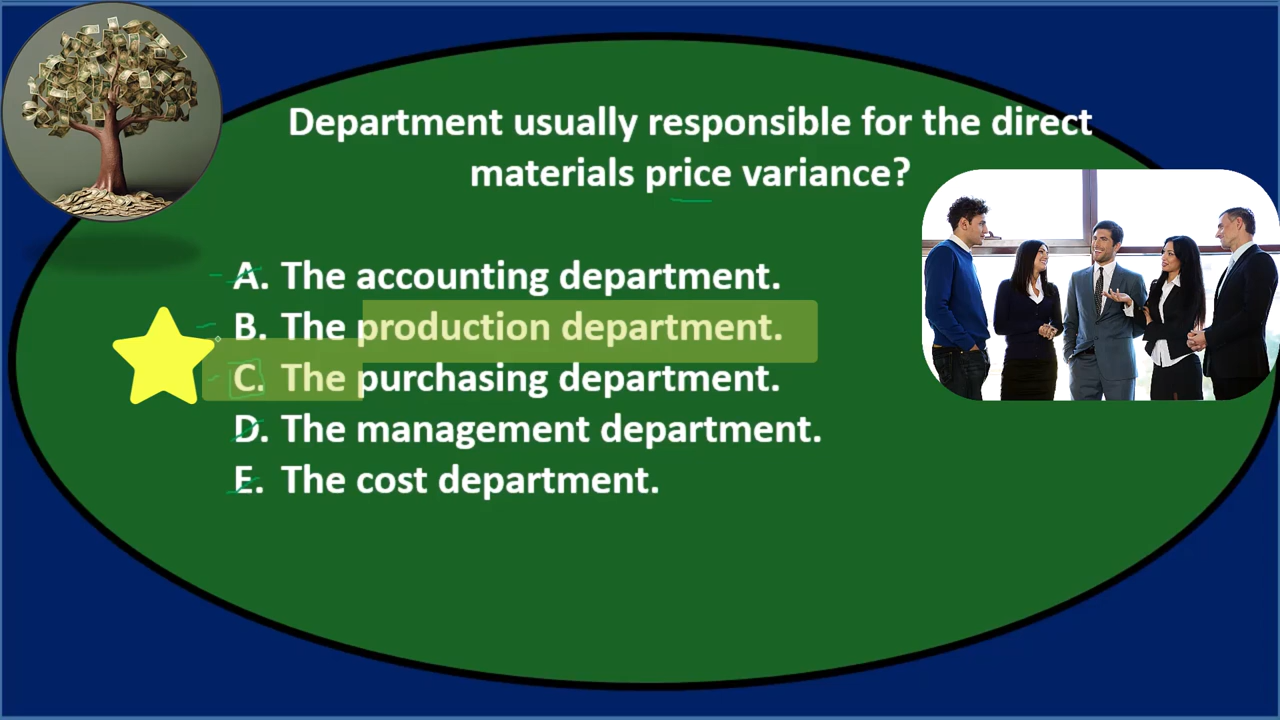 Department usually responsible for the direct
materials price variance?
A. The accounting department.
B. The production department.
C. The purchasing department.
D. The management department.
E. The cost department.